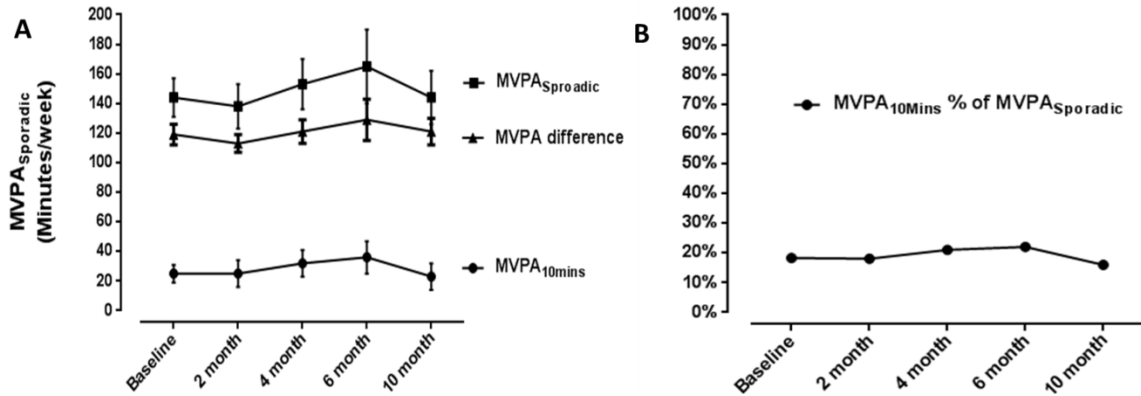 A
MVPASporadic
(Minutes/week)
200
180
160
140
120
100
80
60
40
20
0
Baseline
2 month
4 month
6 month
10 month
MVPASproadic
MVPA difference
MVPA10mins
B
100%
90%
80%
70%
60%
50%
40%
30%
20%
10%
0%
MVPA10Mins % of MVPASporadic
Baseline
2 month
4 month
6 month
10 month